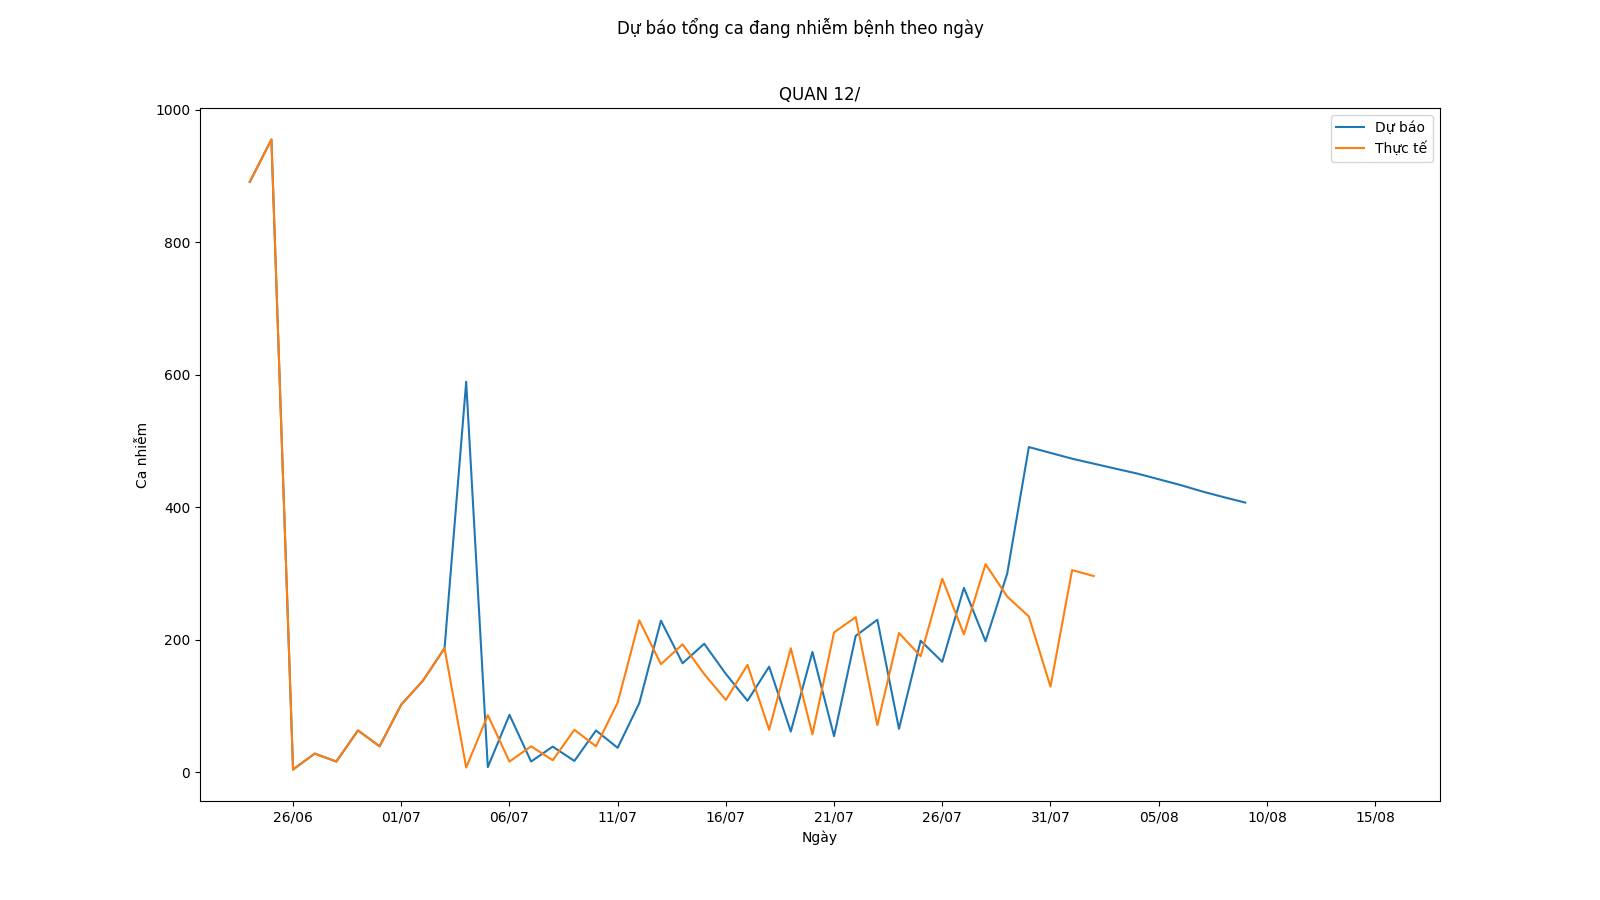 Dự báo tổng ca đang nhiễm bệnh theo ngày
QUAN 12/
1000
800
600
400
200
0
Ca nhiễm
Dự báo
Thực tế
26/06 01/07 06/07 11/07 16/07 21/07 26/07 31/07 05/08 10/08 15/08
Ngày